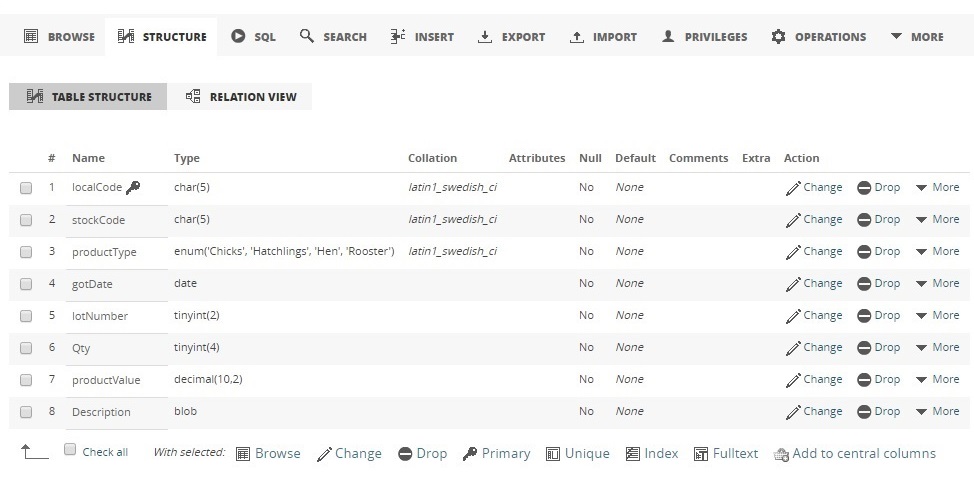 BROWSE STRUCTURE SQL SEARCH INSERT EXPORT IMPORT PRIVILEGES OPERATIONS MORE
TABLE STRUCTURE RELATION VIEW
# Name Type Collation Attributes Null Default Comments Extra Action
1 localCode char(5) latin1_swedish_ci No None Change Drop More
2 stockCode char(5) latin1_swedish_ci No None Change Drop More
3 productType enum('Chicks', 'Hatchlings', 'Hen', 'Rooster') latin1_swedish_ci No None Change Drop More
4 gotDate date No None Change Drop More
5 lotNumber tinyint(2) No None Change Drop More
6 Qty tinyint(4) No None Change Drop More
7 productValue decimal(10,2) No None Change Drop More
8 Description blob No None Change Drop More
Check all With selected: Browse Change Drop Primary Unique Index Fulltext Add to central columns